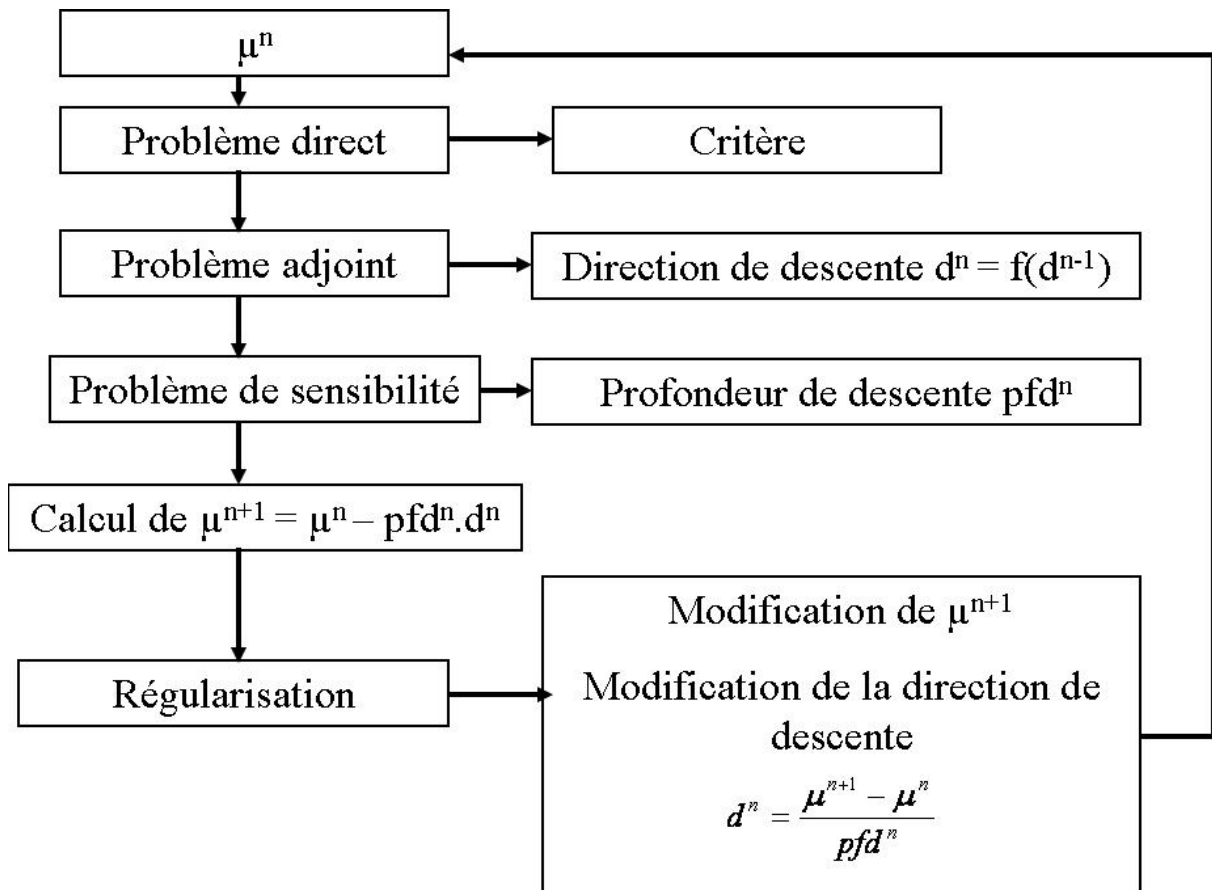 μⁿ
Problème direct
Critère
Problème adjoint
Direction de descente dⁿ = f(dⁿ⁻¹)
Problème de sensibilité
Profondeur de descente pfdⁿ
Calcul de μⁿ⁺¹ = μⁿ – pfdⁿ.dⁿ
Régularisation
Modification de μⁿ⁺¹
Modification de la direction de
descente
dⁿ = (μⁿ⁺¹ − μⁿ) / pfdⁿ